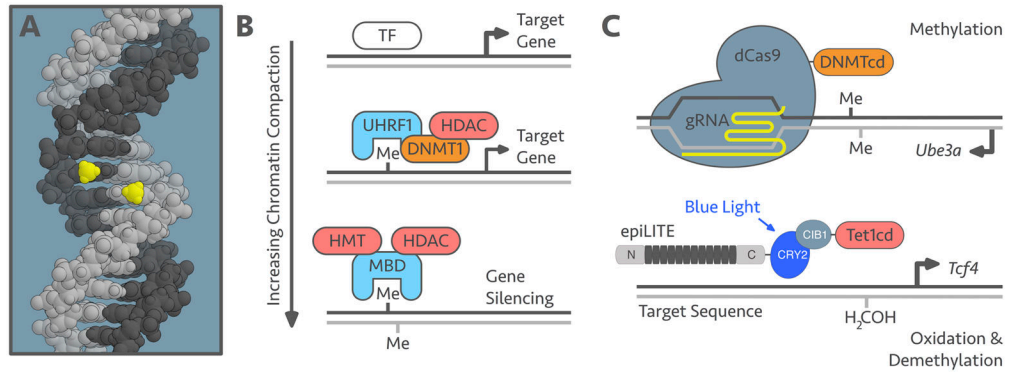 A
B
Increasing Chromatin Compaction
TF
Target
Gene
UHRF1
HDAC
DNMT1
Me
Target
Gene
HMT
HDAC
MBD
Me
Gene
Silencing
Me
C
Methylation
dCas9
DNMTcd
gRNA
Me
Me
Ube3a
Blue Light
epiLITE
CIB1
Tet1cd
N
C
CRY2
Tcf4
Target Sequence
H2COH
Oxidation &
Demethylation